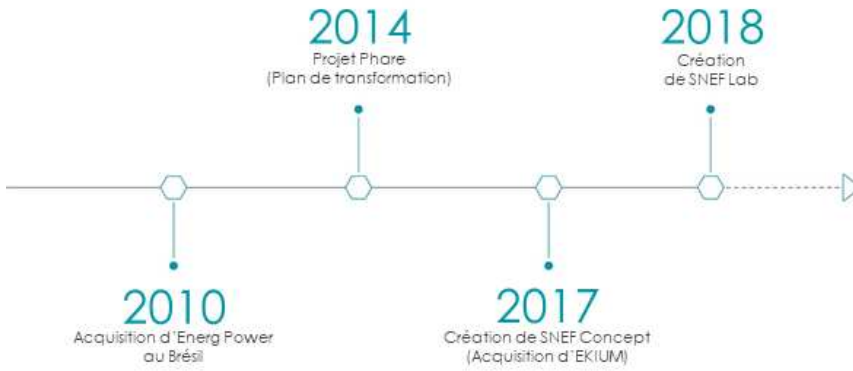 2014
Projet Phare
(Plan de transformation)
2018
Création
de SNEF Lab
2010
Acquisition d'Energ Power
au Brésil
2017
Création de SNEF Concept
(Acquisition d'EKIUM)